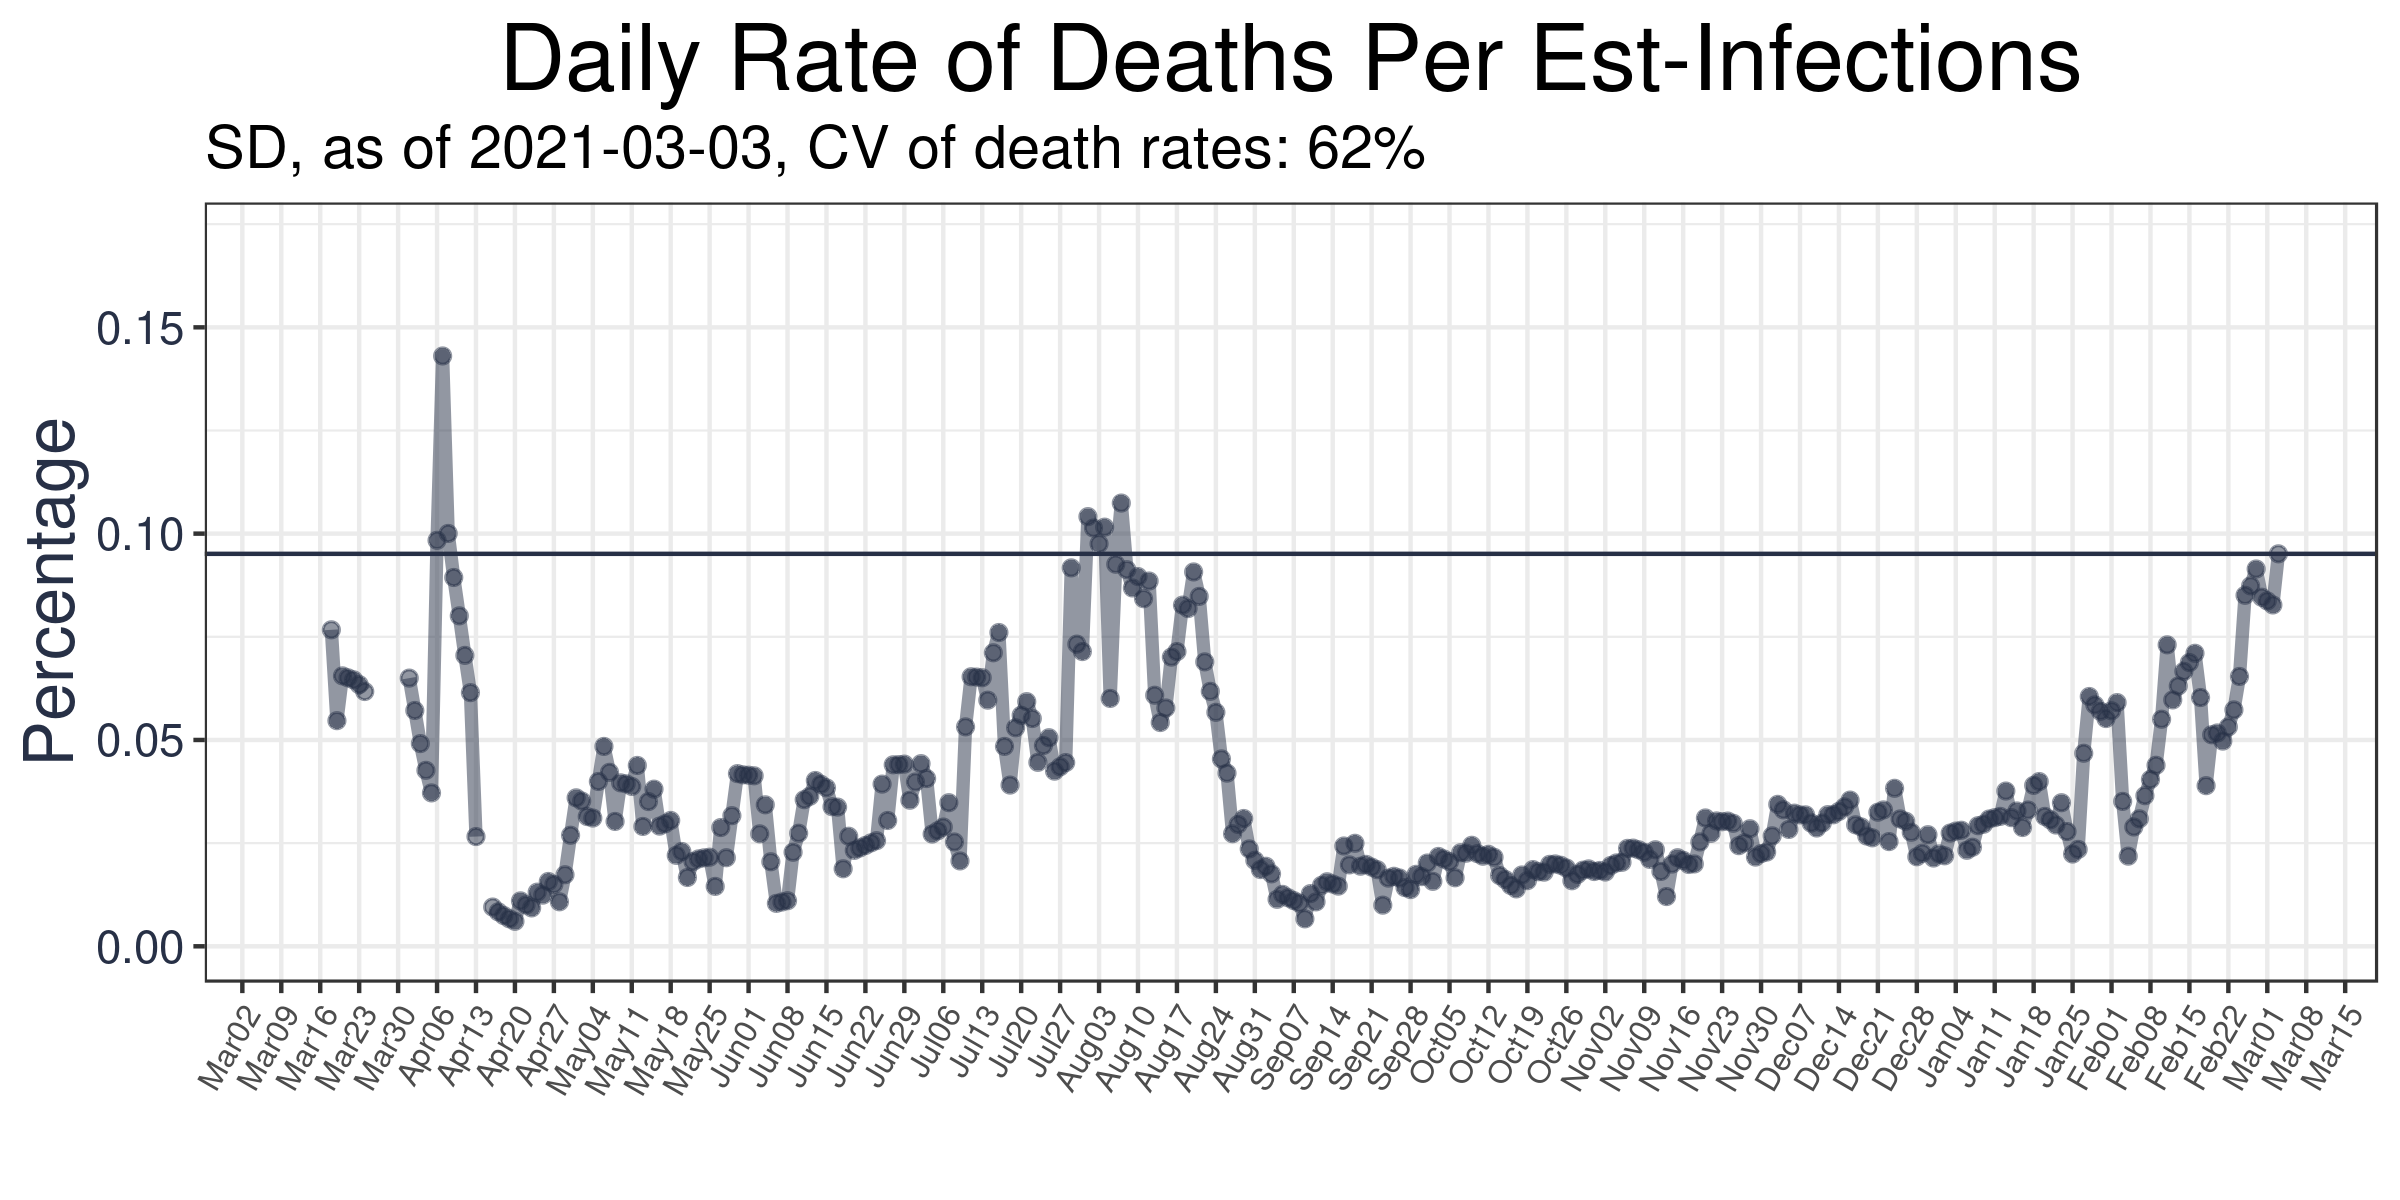 Daily Rate of Deaths Per Est-Infections
SD, as of 2021-03-03, CV of death rates: 62%
Percentage
0.15
0.10
0.05
0.00
Mar02 Mar09 Mar16 Mar23 Mar30 Apr06 Apr13 Apr20 Apr27 May04 May11 May18 May25 Jun01 Jun08 Jun15 Jun22 Jun29 Jul06 Jul13 Jul20 Jul27 Aug03 Aug10 Aug17 Aug24 Aug31 Sep07 Sep14 Sep21 Sep28 Oct05 Oct12 Oct19 Oct26 Nov02 Nov09 Nov16 Nov23 Nov30 Dec07 Dec14 Dec21 Dec28 Jan04 Jan11 Jan18 Jan25 Feb01 Feb08 Feb15 Feb22 Mar01 Mar08 Mar15